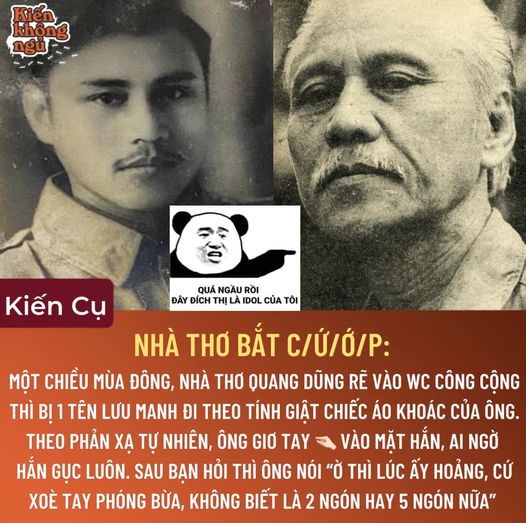 Kiến
không
ngủ
QUÁ NGẦU RỒI
ĐÂY ĐÍCH THỊ LÀ IDOL CỦA TÔI
Kiến Cụ
NHÀ THƠ BẮT C/Ứ/Ớ/P:
MỘT CHIỀU MÙA ĐÔNG, NHÀ THƠ QUANG DŨNG RẼ VÀO WC CÔNG CỘNG
THÌ BỊ 1 TÊN LƯU MANH ĐI THEO TÍNH GIẬT CHIẾC ÁO KHOÁC CỦA ÔNG.
THEO PHẢN XẠ TỰ NHIÊN, ÔNG GIƠ TAY 👈🏻 VÀO MẶT HẮN, AI NGỜ
HẮN GỤC LUÔN. SAU BẠN HỎI THÌ ÔNG NÓI “Ờ THÌ LÚC ẤY HOẢNG, CỨ
XOÈ TAY PHÓNG BỪA, KHÔNG BIẾT LÀ 2 NGÓN HAY 5 NGÓN NỮA”